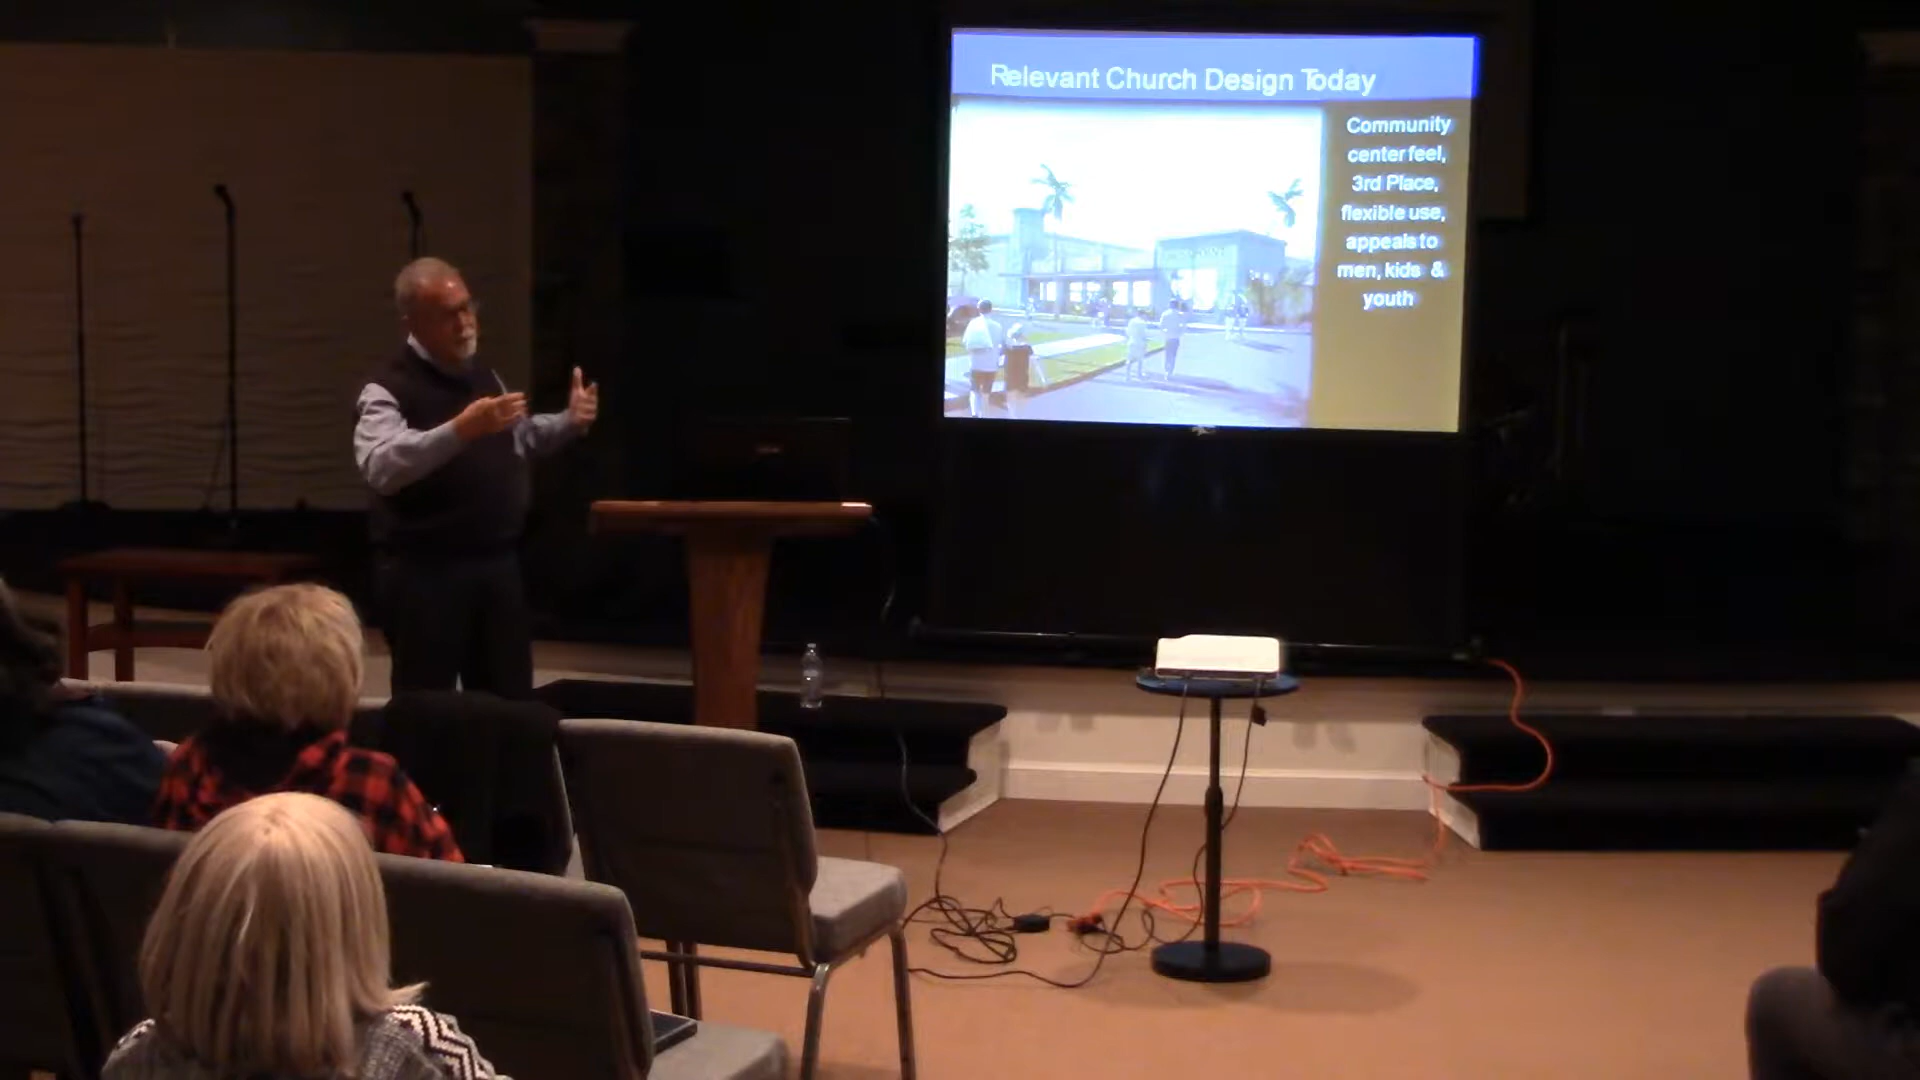 Relevant Church Design Today
Community
center feel,
3rd Place,
flexible use,
appeals to
men, kids &
youth